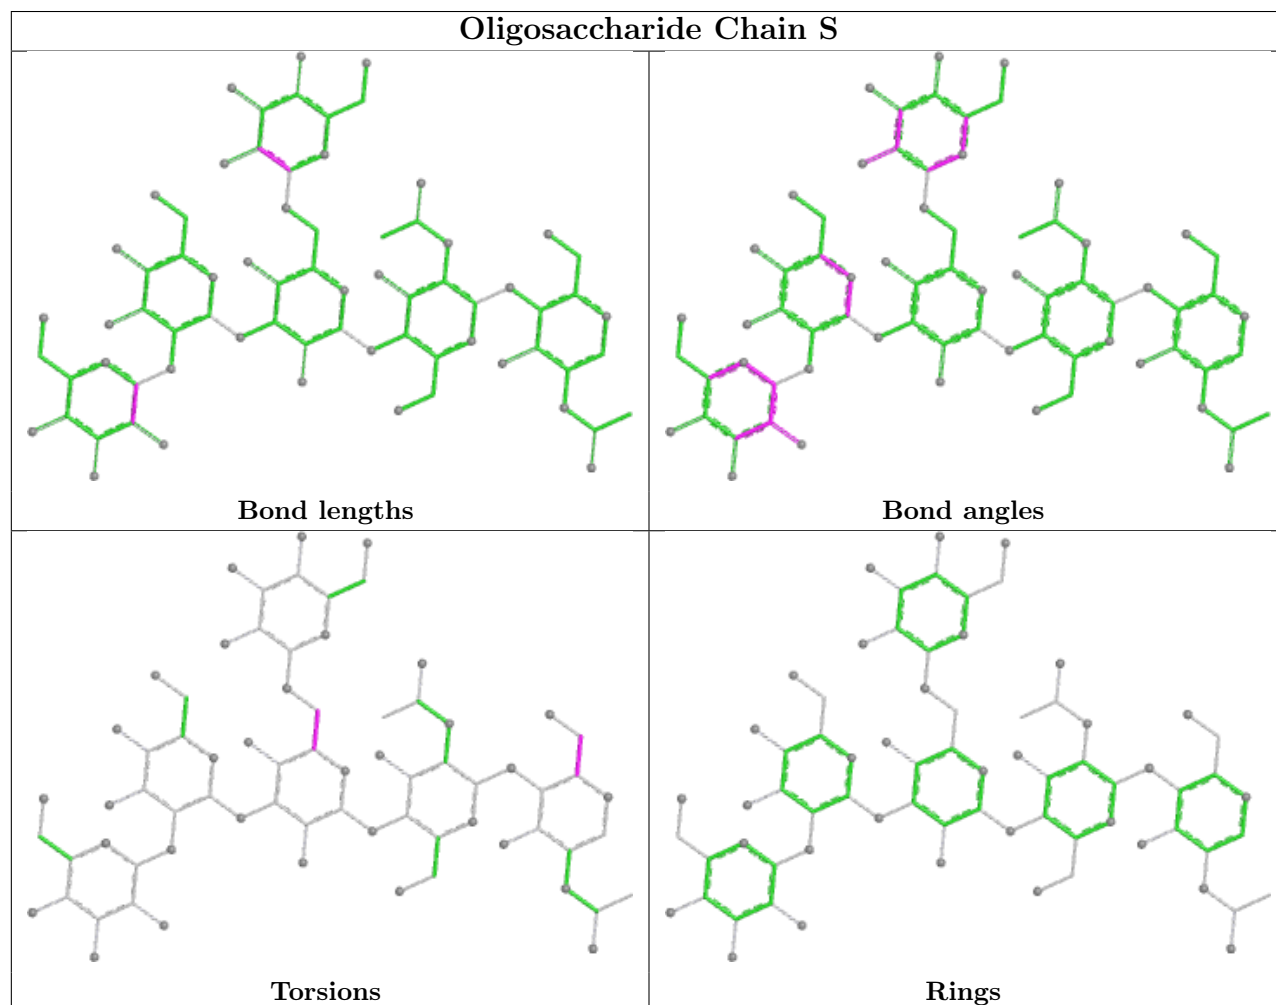 Oligosaccharide Chain S
Bond lengths
Bond angles
Torsions
Rings